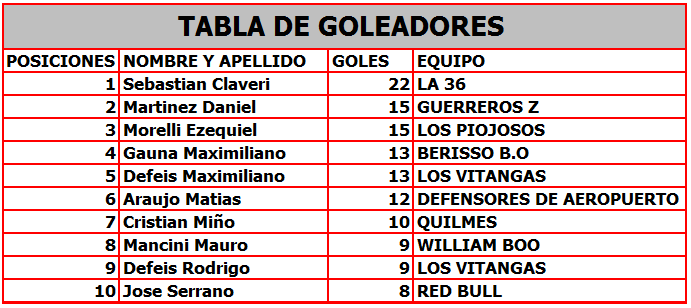 TABLA DE GOLEADORES
POSICIONES NOMBRE Y APELLIDO GOLES EQUIPO
1 Sebastian Claveri 22 LA 36
2 Martinez Daniel 15 GUERREROS Z
3 Morelli Ezequiel 15 LOS PIOJOSOS
4 Gauna Maximiliano 13 BERISSO B.O
5 Defeis Maximiliano 13 LOS VITANGAS
6 Araujo Matias 12 DEFENSORES DE AEROPUERTO
7 Cristian Miño 10 QUILMES
8 Mancini Mauro 9 WILLIAM BOO
9 Defeis Rodrigo 9 LOS VITANGAS
10 Jose Serrano 8 RED BULL